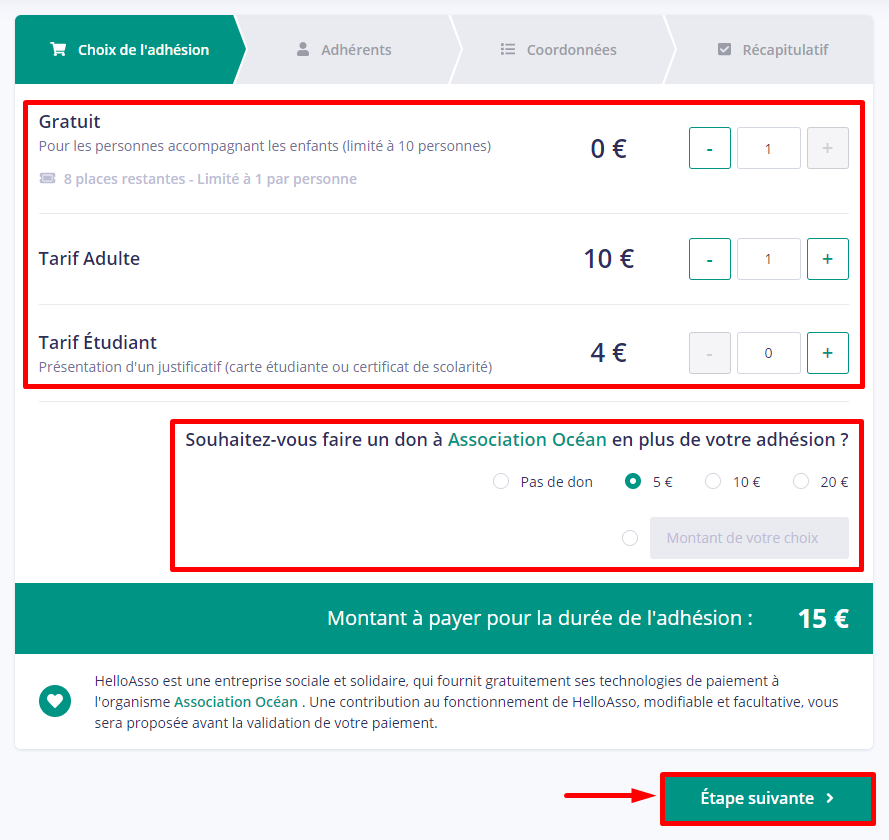 Choix de l'adhésion
Adhérents
Coordonnées
Récapitulatif
Gratuit
Pour les personnes accompagnant les enfants (limité à 10 personnes)
8 places restantes - Limité à 1 par personne
0 €
- 1 +
Tarif Adulte
10 €
- 1 +
Tarif Étudiant
Présentation d'un justificatif (carte étudiante ou certificat de scolarité)
4 €
- 0 +
Souhaitez-vous faire un don à Association Océan en plus de votre adhésion ?
Pas de don 5 € 10 € 20 €
Montant de votre choix
Montant à payer pour la durée de l'adhésion : 15 €
HelloAsso est une entreprise sociale et solidaire, qui fournit gratuitement ses technologies de paiement à
l'organisme Association Océan . Une contribution au fonctionnement de HelloAsso, modifiable et facultative, vous
sera proposée avant la validation de votre paiement.
Étape suivante